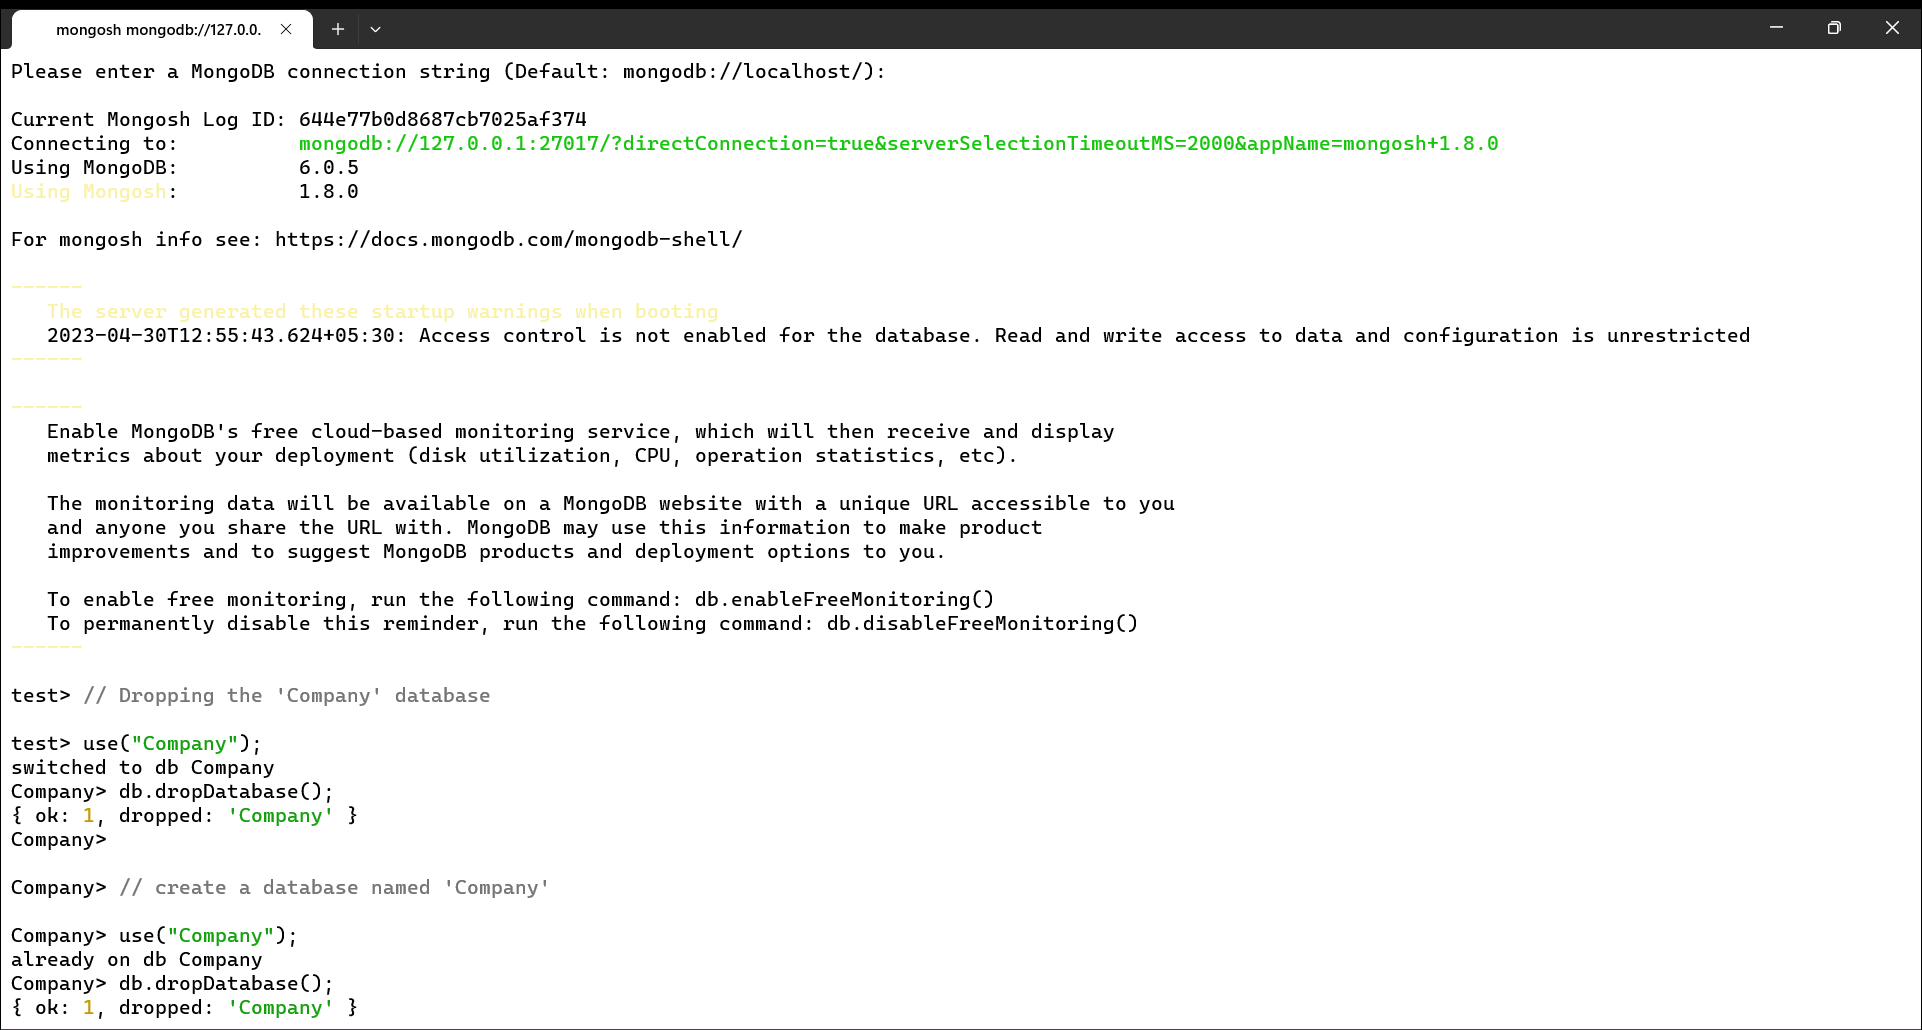 mongosh mongodb://127.0.0.
Please enter a MongoDB connection string (Default: mongodb://localhost/):
Current Mongosh Log ID: 644e77b0d8687cb7025af374
Connecting to:          mongodb://127.0.0.1:27017/?directConnection=true&serverSelectionTimeoutMS=2000&appName=mongosh+1.8.0
Using MongoDB:          6.0.5
Using Mongosh:          1.8.0
For mongosh info see: https://docs.mongodb.com/mongodb-shell/
------
   The server generated these startup warnings when booting
   2023-04-30T12:55:43.624+05:30: Access control is not enabled for the database. Read and write access to data and configuration is unrestricted
------
------
   Enable MongoDB's free cloud-based monitoring service, which will then receive and display
   metrics about your deployment (disk utilization, CPU, operation statistics, etc).
   The monitoring data will be available on a MongoDB website with a unique URL accessible to you
   and anyone you share the URL with. MongoDB may use this information to make product
   improvements and to suggest MongoDB products and deployment options to you.
   To enable free monitoring, run the following command: db.enableFreeMonitoring()
   To permanently disable this reminder, run the following command: db.disableFreeMonitoring()
------
test> // Dropping the 'Company' database
test> use("Company");
switched to db Company
Company> db.dropDatabase();
{ ok: 1, dropped: 'Company' }
Company>
Company> // create a database named 'Company'
Company> use("Company");
already on db Company
Company> db.dropDatabase();
{ ok: 1, dropped: 'Company' }